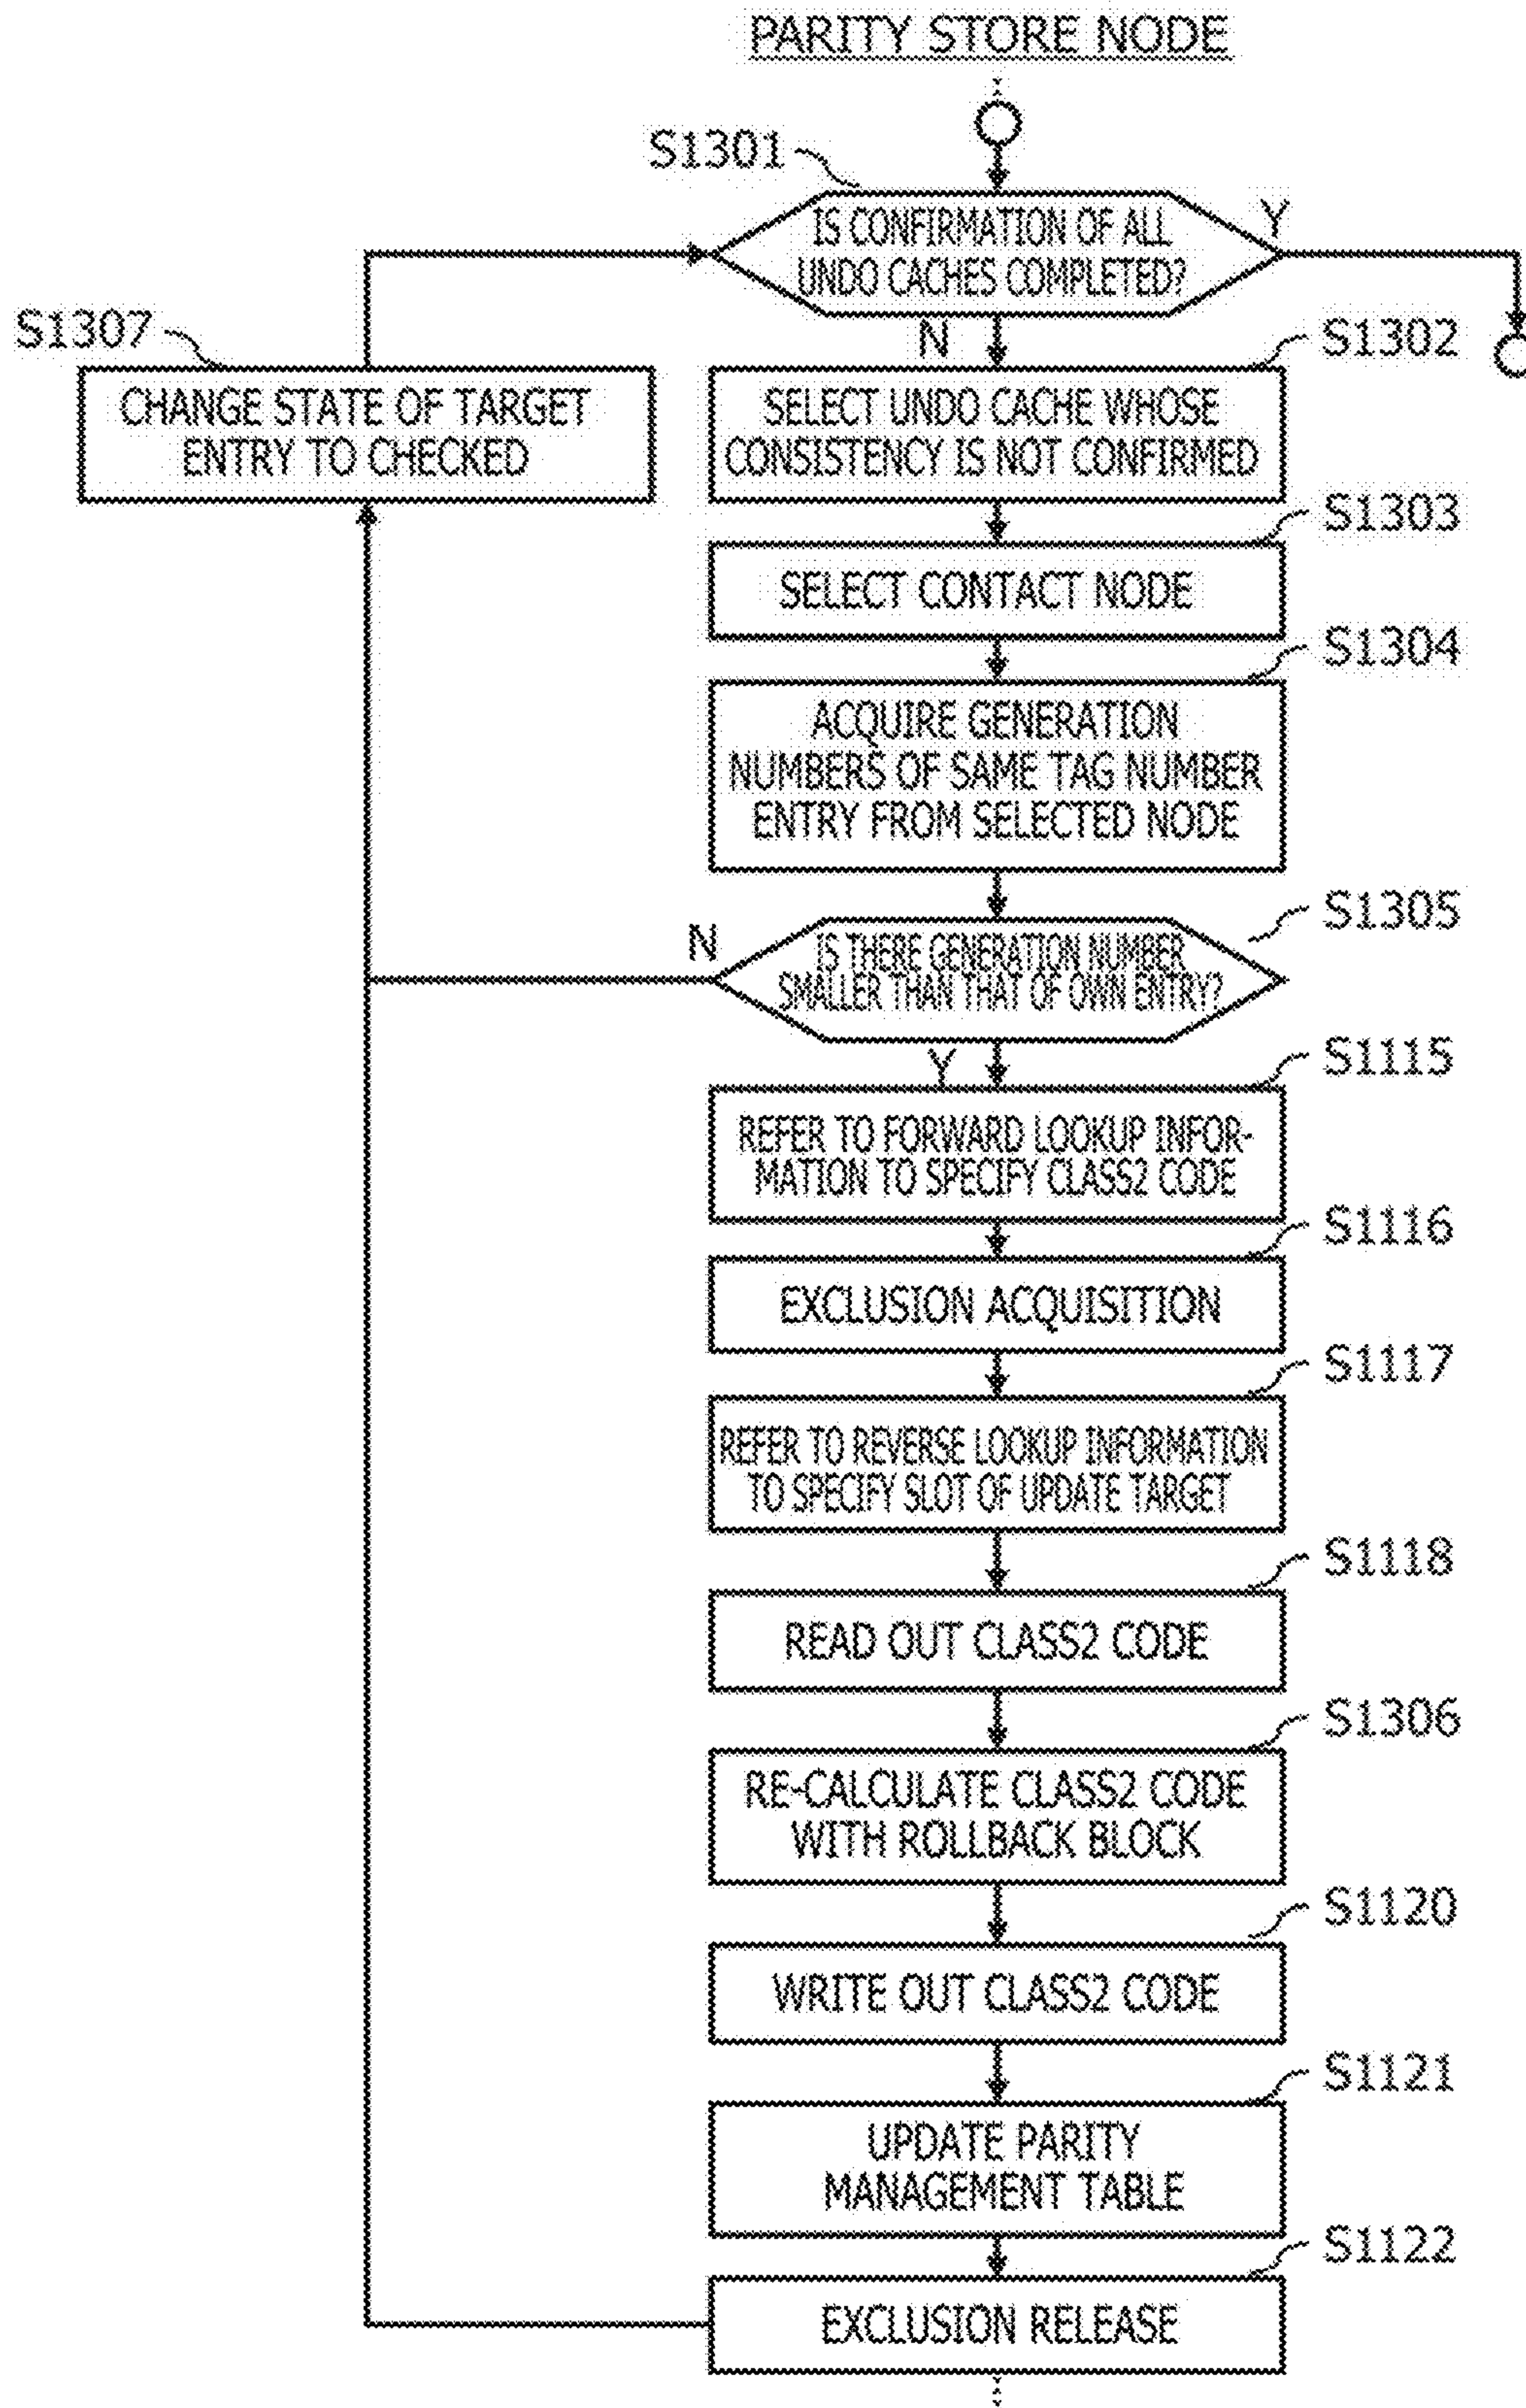 PARITY STORE NODE
S1301
IS CONFIRMATION OF ALL
UNDO CACHES COMPLETED?
Y
N
S1307
CHANGE STATE OF TARGET
ENTRY TO CHECKED
S1302
SELECT UNDO CACHE WHOSE
CONSISTENCY IS NOT CONFIRMED
S1303
SELECT CONTACT NODE
S1304
ACQUIRE GENERATION
NUMBERS OF SAME TAG NUMBER
ENTRY FROM SELECTED NODE
S1305
N
IS THERE GENERATION NUMBER
SMALLER THAN THAT OF OWN ENTRY?
Y
S1115
REFER TO FORWARD LOOKUP INFOR-
MATION TO SPECIFY CLASS2 CODE
S1116
EXCLUSION ACQUISITION
S1117
REFER TO REVERSE LOOKUP INFORMATION
TO SPECIFY SLOT OF UPDATE TARGET
S1118
READ OUT CLASS2 CODE
S1306
RE-CALCULATE CLASS2 CODE
WITH ROLLBACK BLOCK
S1120
WRITE OUT CLASS2 CODE
S1121
UPDATE PARITY
MANAGEMENT TABLE
S1122
EXCLUSION RELEASE